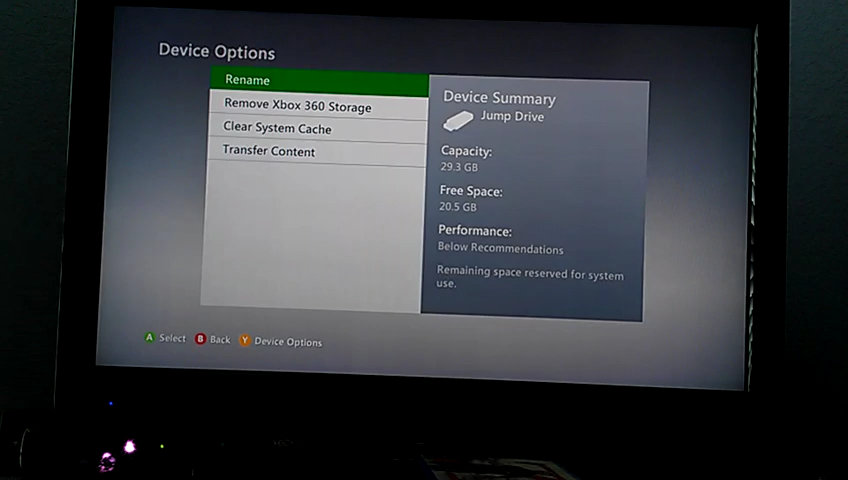 Device Options
Rename
Remove Xbox 360 Storage
Clear System Cache
Transfer Content
Device Summary
Jump Drive
Capacity:
29.3 GB
Free Space:
20.5 GB
Performance:
Below Recommendations
Remaining space reserved for system
use.
A Select B Back Y Device Options